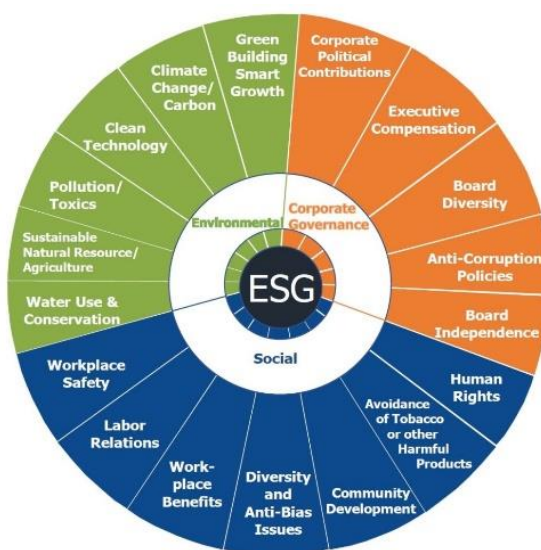 Green
Building
Smart
Growth
Corporate
Political
Contributions
Climate
Change/
Carbon
Executive
Compensation
Clean
Technology
Board
Diversity
Pollution/
Toxics
Environmental
Corporate
Governance
Sustainable
Natural Resource/
Agriculture
Anti-Corruption
Policies
ESG
Water Use &
Conservation
Board
Independence
Social
Workplace
Safety
Human
Rights
Labor
Relations
Avoidance
of Tobacco
or other
Harmful
Products
Work-
place
Benefits
Diversity
and
Anti-Bias
Issues
Community
Development